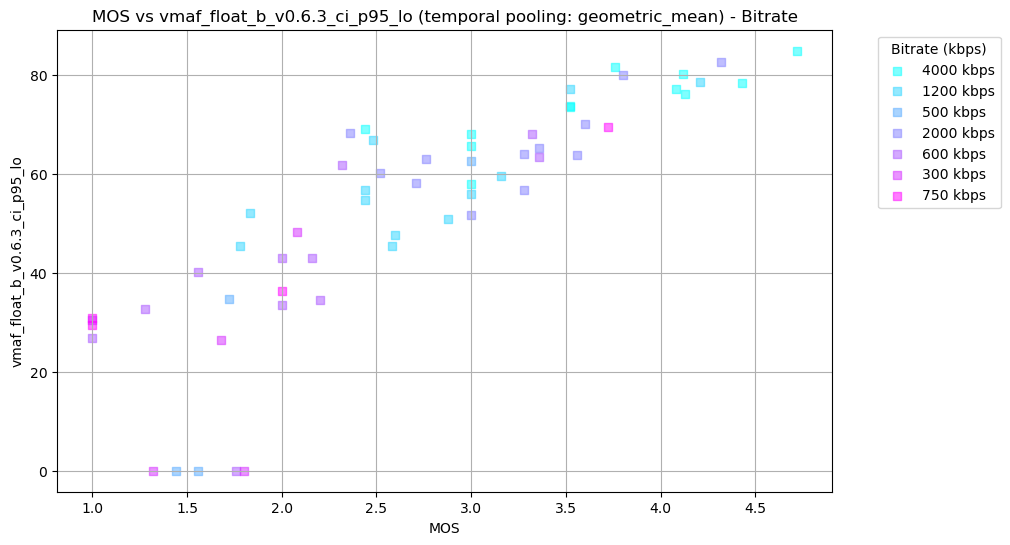 MOS vs vmaf_float_b_v0.6.3_ci_p95_lo (temporal pooling: geometric_mean) - Bitrate
vmaf_float_b_v0.6.3_ci_p95_lo
80
60
40
20
0
1.0 1.5 2.0 2.5 3.0 3.5 4.0 4.5
MOS
Bitrate (kbps)
4000 kbps
1200 kbps
500 kbps
2000 kbps
600 kbps
300 kbps
750 kbps